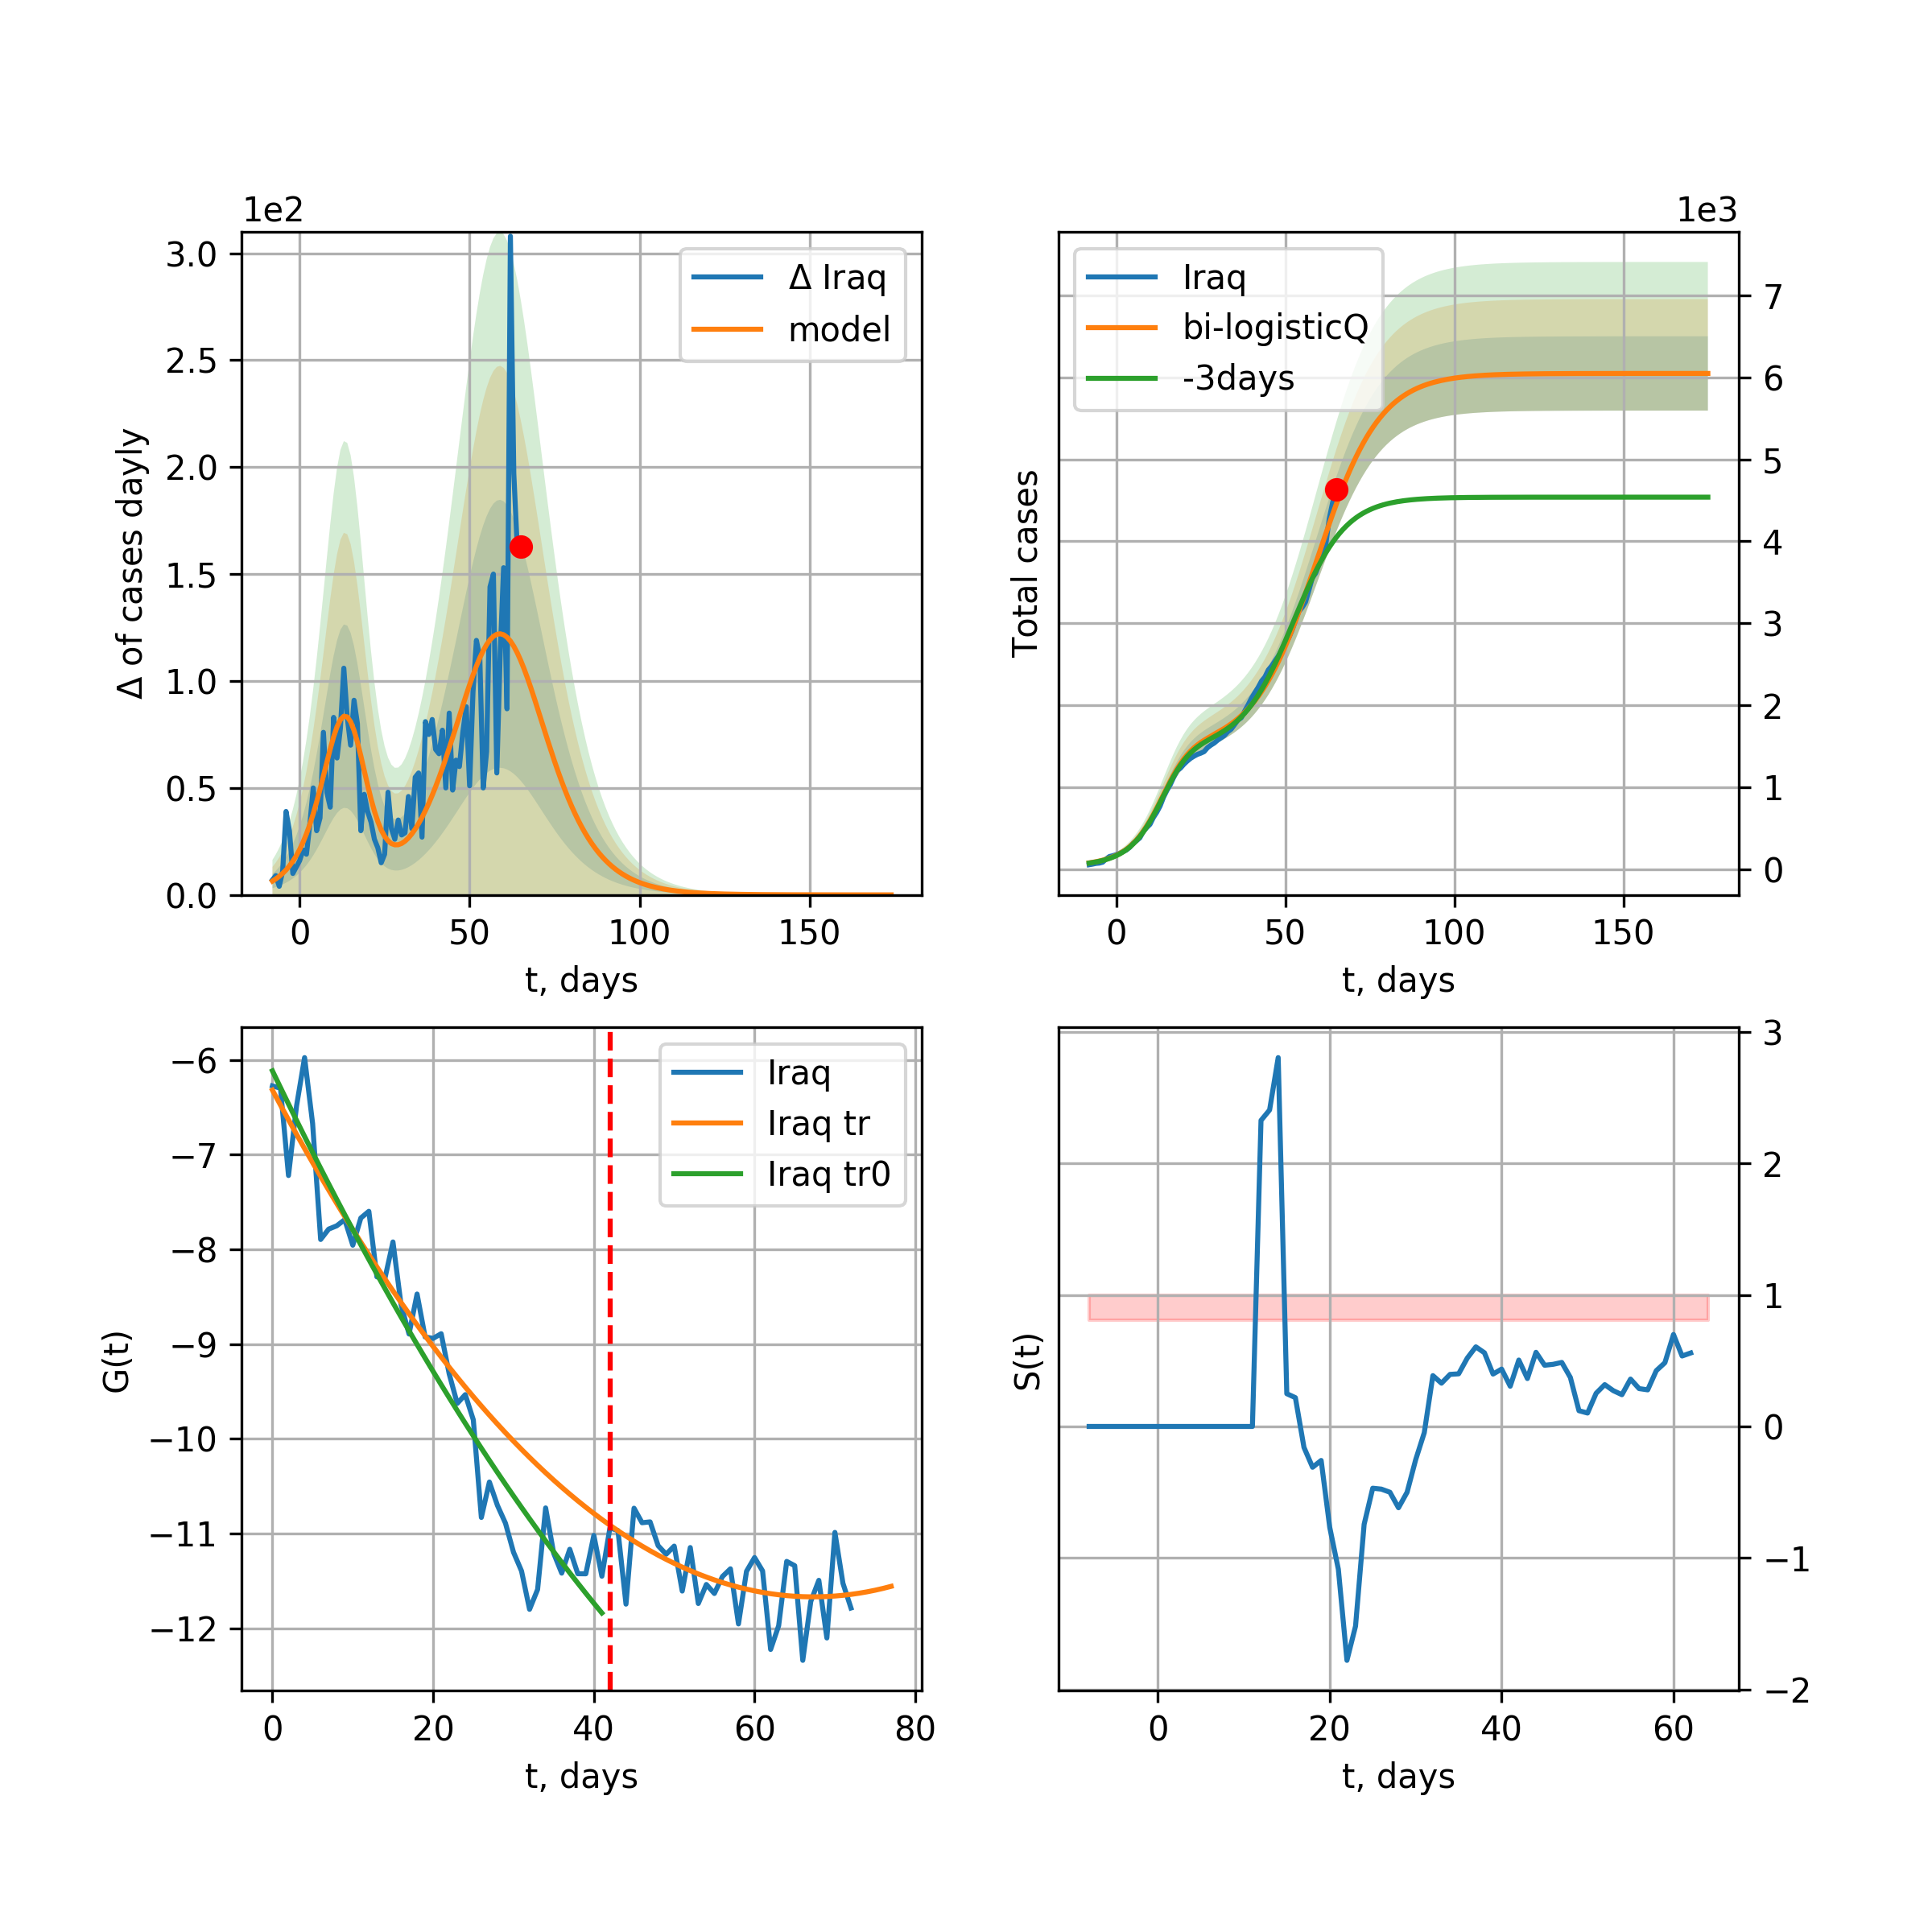 1e2
3.0
2.5
2.0
1.5
1.0
0.5
0.0
Δ of cases dayly
Δ Iraq
model
0
50
100
150
t, days
1e3
Iraq
bi-logisticQ
-3days
Total cases
7
6
5
4
3
2
1
0
0
50
100
150
t, days
−6
−7
−8
−9
−10
−11
−12
G(t)
Iraq
Iraq tr
Iraq tr0
0
20
40
60
80
t, days
S(t)
3
2
1
0
−1
−2
0
20
40
60
t, days